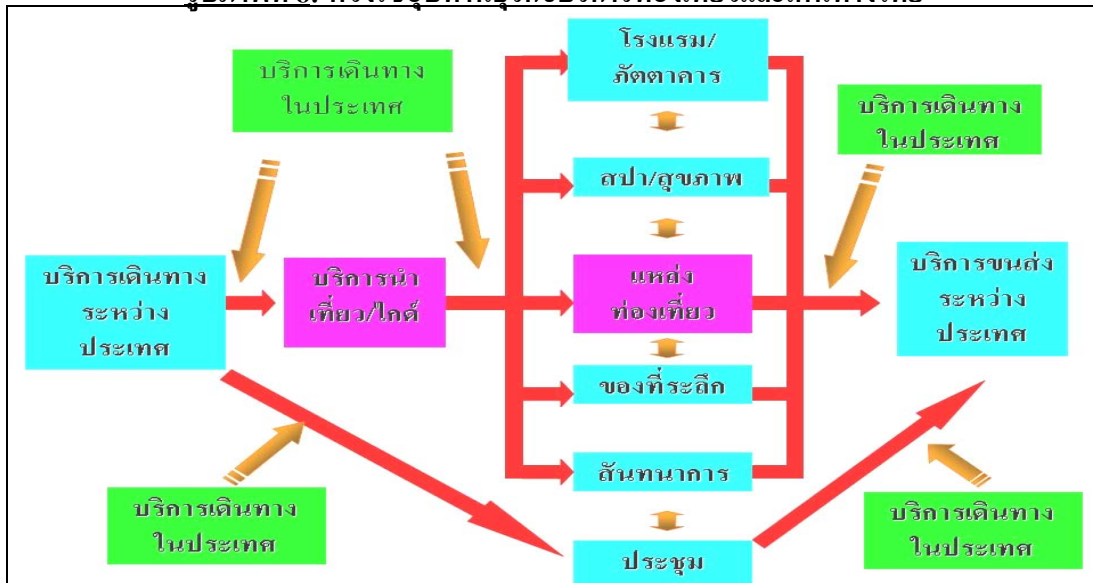 บริการเดินทาง
ในประเทศ
โรงแรม/
ภัตตาคาร
บริการเดินทาง
ในประเทศ
สปา/สุขภาพ
บริการเดินทาง
ระหว่าง
ประเทศ
บริการนำ
เที่ยว/ไกด์
แหล่ง
ท่องเที่ยว
บริการขนส่ง
ระหว่าง
ประเทศ
ของที่ระลึก
สันทนาการ
บริการเดินทาง
ในประเทศ
ประชุม
บริการเดินทาง
ในประเทศ